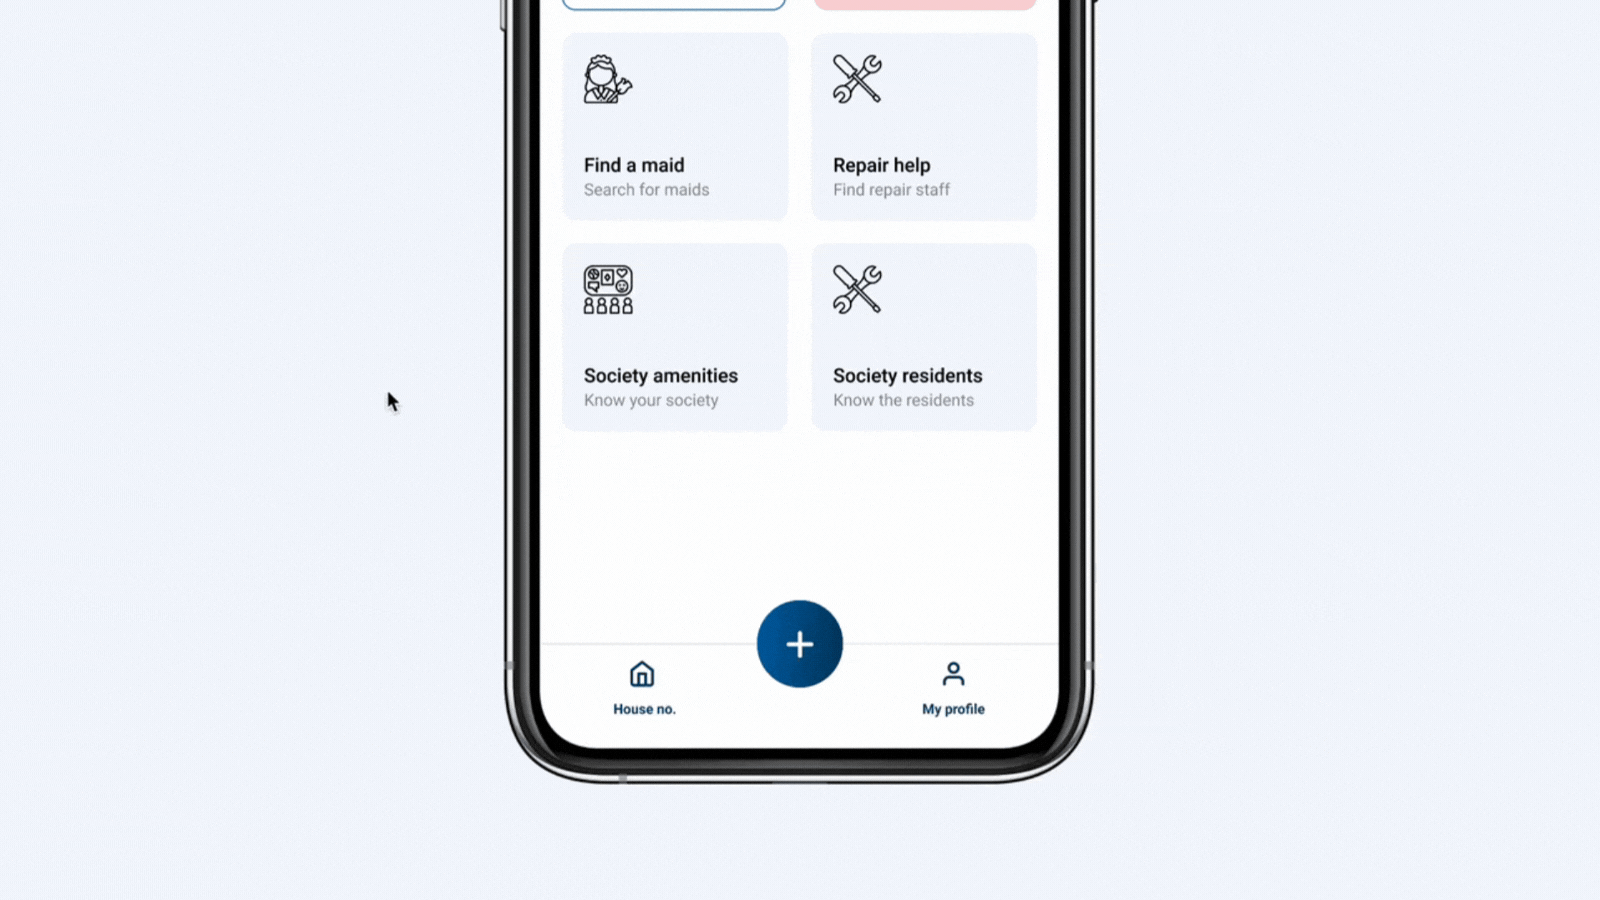 Find a maid
Search for maids
Repair help
Find repair staff
Society amenities
Know your society
Society residents
Know the residents
House no.
My profile